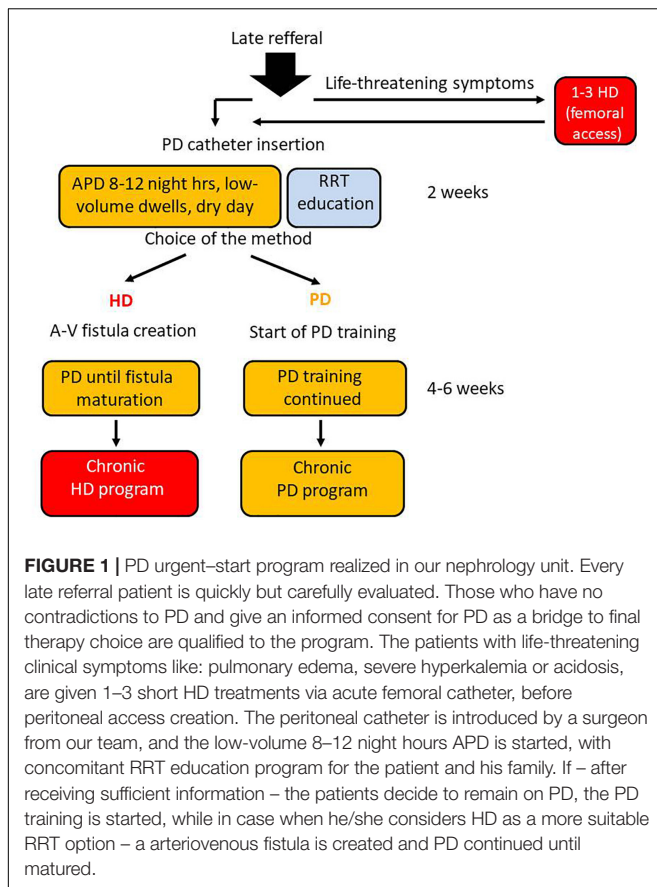 Late refferal
Life-threatening symptoms
1-3 HD
(femoral
access)
PD catheter insertion
APD 8-12 night hrs, low-
volume dwells, dry day
RRT
education
2 weeks
Choice of the method
HD
PD
A-V fistula creation
Start of PD training
PD until fistula
maturation
PD training
continued
4-6 weeks
Chronic
HD program
Chronic
PD program
FIGURE 1 | PD urgent–start program realized in our nephrology unit. Every
late referral patient is quickly but carefully evaluated. Those who have no
contradictions to PD and give an informed consent for PD as a bridge to final
therapy choice are qualified to the program. The patients with life-threatening
clinical symptoms like: pulmonary edema, severe hyperkalemia or acidosis,
are given 1–3 short HD treatments via acute femoral catheter, before
peritoneal access creation. The peritoneal catheter is introduced by a surgeon
from our team, and the low-volume 8–12 night hours APD is started, with
concomitant RRT education program for the patient and his family. If – after
receiving sufficient information – the patients decide to remain on PD, the PD
training is started, while in case when he/she considers HD as a more suitable
RRT option – a arteriovenous fistula is created and PD continued until
matured.